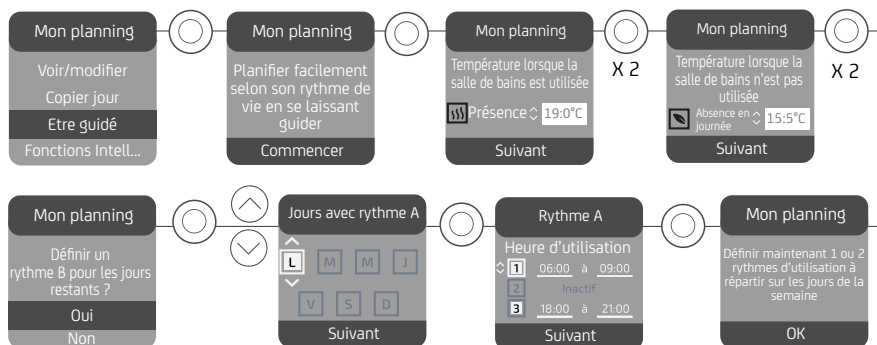 Mon planning
Voir/modifier
Copier jour
Etre guidé
Fonctions Intell...
Mon planning
Planifier facilement
selon son rythme de
vie en se laissant
guider
Commencer
Mon planning
Température lorsque la
salle de bains est utilisée
Présence 19:0°C
Suivant
X 2
Mon planning
Température lorsque la
salle de bains n'est pas
utilisée
Absence en
journée
15:5°C
Suivant
X 2
Mon planning
Définir un
rythme B pour les jours
restants ?
Oui
Non
Jours avec rythme A
L M M J
V S D
Suivant
Rythme A
Heure d'utilisation
1 06:00 à 09:00
2 Inactif
3 18:00 à 21:00
Suivant
Mon planning
Définir maintenant 1 ou 2
rythmes d'utilisation à
répartir sur les jours de la
semaine
OK